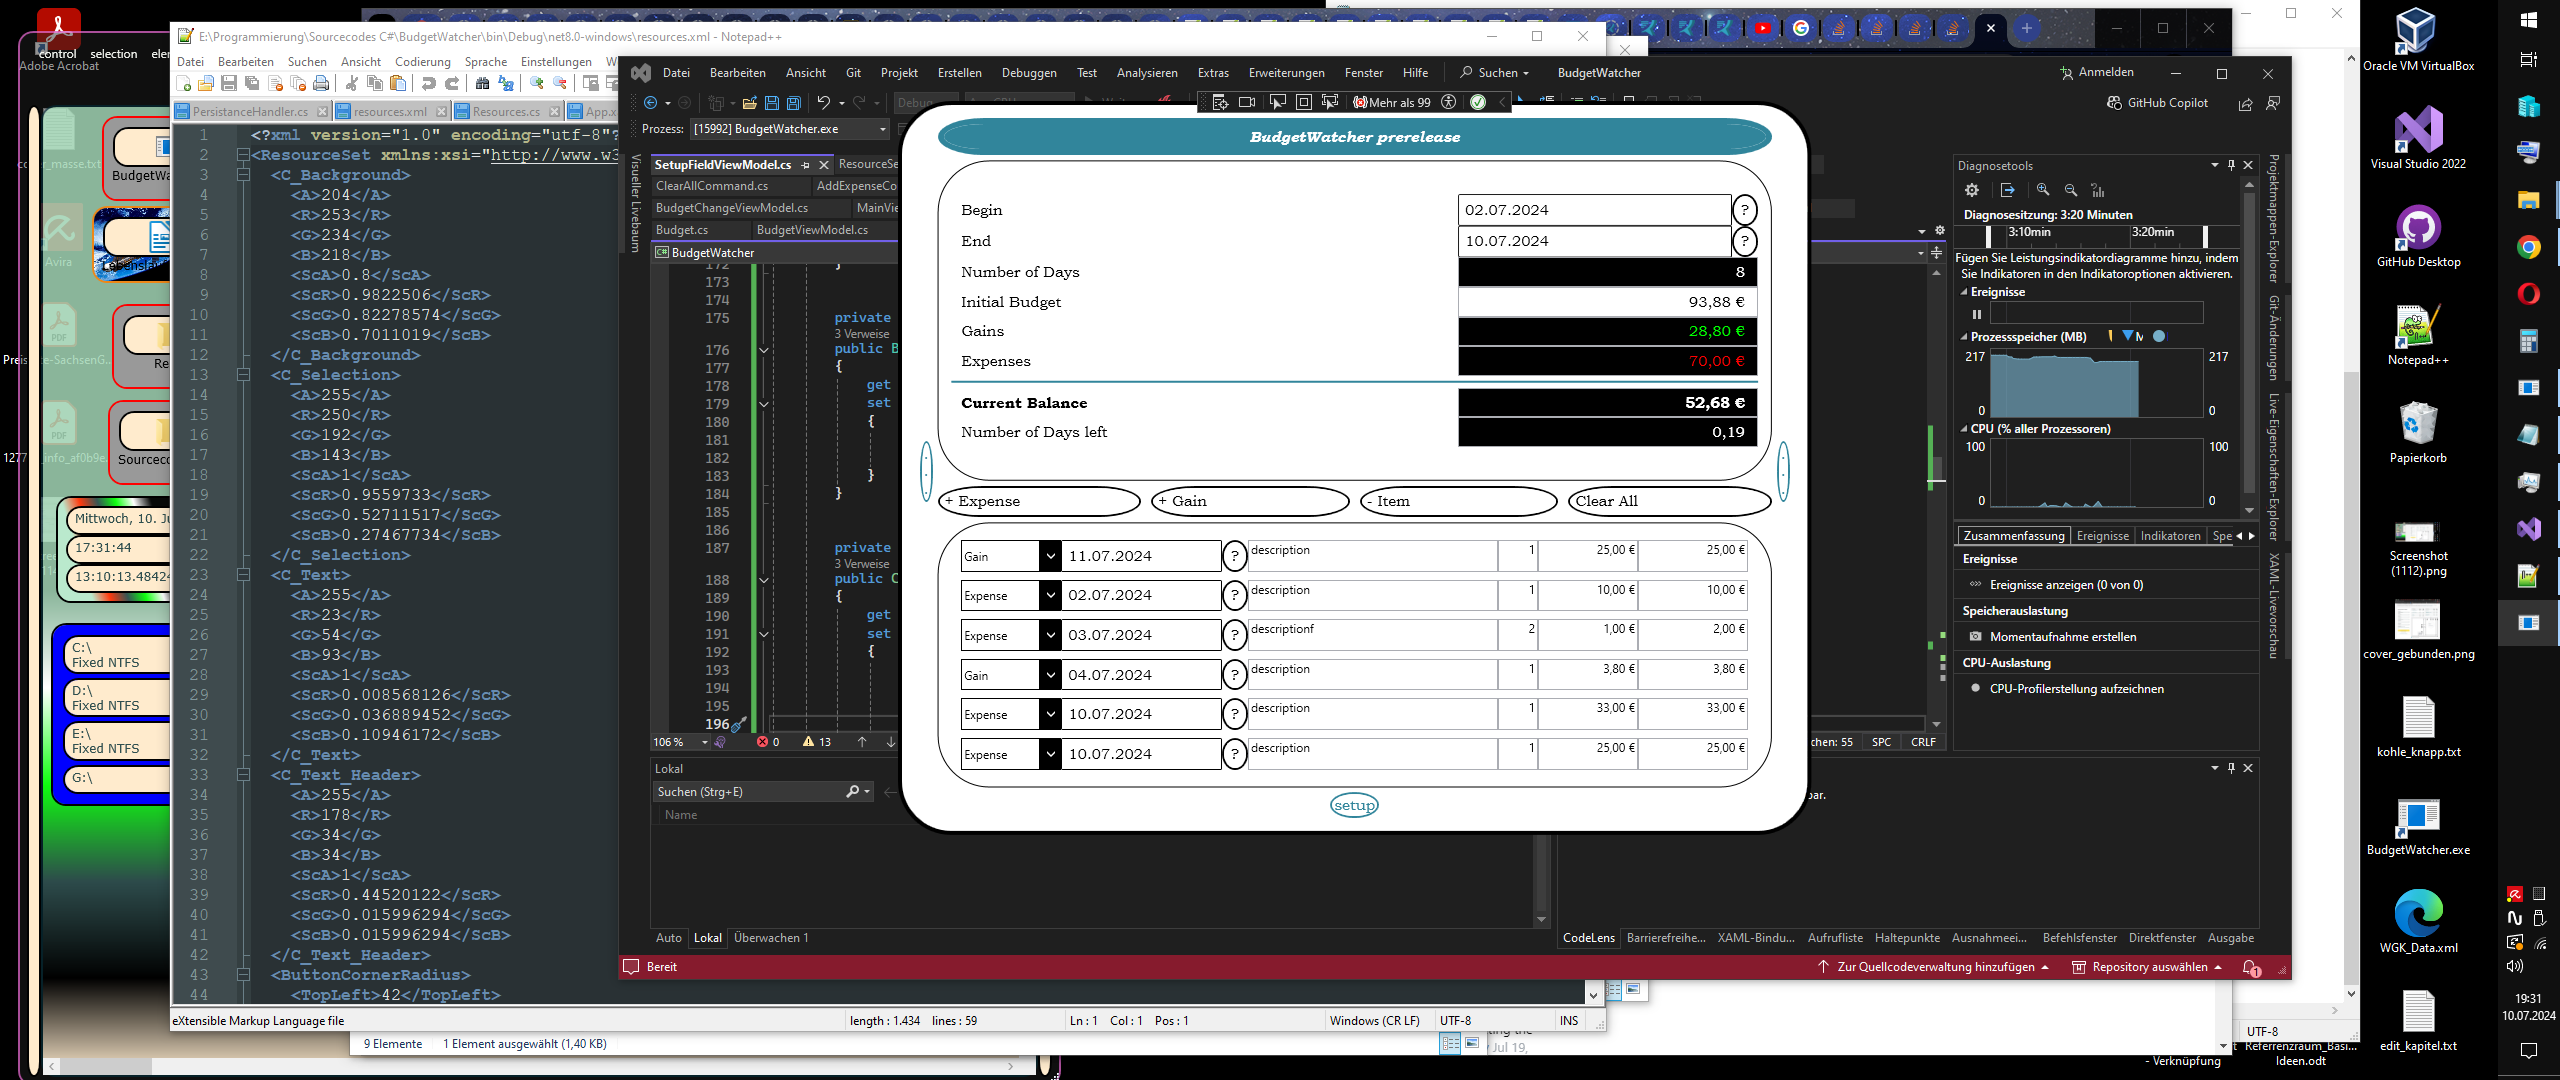 control
selection
Adobe Acrobat
E:\Programmierung\Sourcecodes C#\BudgetWatcher\bin\Debug\net8.0-windows\resources.xml - Notepad++
Datei Bearbeiten Suchen Ansicht Codierung Sprache Einstellungen
PersistanceHandler.cs resources.xml Resources.cs
1 <?xml version="1.0" encoding="utf-8"?
2 <ResourceSet xmlns:xsi="http://www.w3
3 <C_Background>
4 <A>204</A>
5 <R>253</R>
6 <G>234</G>
7 <B>218</B>
8 <ScA>0.8</ScA>
9 <ScR>0.9822506</ScR>
10 <ScG>0.82278574</ScG>
11 <ScB>0.7011019</ScB>
12 </C_Background>
13 <C_Selection>
14 <A>255</A>
15 <R>250</R>
16 <G>192</G>
17 <B>143</B>
18 <ScA>1</ScA>
19 <ScR>0.9559733</ScR>
20 <ScG>0.52711517</ScG>
21 <ScB>0.27467734</ScB>
22 </C_Selection>
23 <C_Text>
24 <A>255</A>
25 <R>23</R>
26 <G>54</G>
27 <B>93</B>
28 <ScA>1</ScA>
29 <ScR>0.008568126</ScR>
30 <ScG>0.036889452</ScG>
31 <ScB>0.10946172</ScB>
32 </C_Text>
33 <C_Text_Header>
34 <A>255</A>
35 <R>178</R>
36 <G>34</G>
37 <B>34</B>
38 <ScA>1</ScA>
39 <ScR>0.44520122</ScR>
40 <ScG>0.015996294</ScG>
41 <ScB>0.015996294</ScB>
42 </C_Text_Header>
43 <ButtonCornerRadius>
44 <TopLeft>42</TopLeft>
eXtensible Markup Language file
length : 1.434 lines : 59
Ln : 1 Col : 1 Pos : 1
Windows (CR LF) UTF-8 INS
9 Elemente 1 Element ausgewählt (1,40 KB)
Avira
Mittwoch, 10. Ju
17:31:44
13:10:13.48424
C:\
Fixed NTFS
D:\
Fixed NTFS
E:\
Fixed NTFS
G:\
Datei Bearbeiten Ansicht Git Projekt Erstellen Debuggen Test Analysieren Extras Erweiterungen Fenster Hilfe Suchen BudgetWatcher
Anmelden
Mehr als 99
GitHub Copilot
Prozess: [15992] BudgetWatcher.exe
Visueller Livebaum
SetupFieldViewModel.cs
ClearAllCommand.cs
BudgetChangeViewModel.cs
Budget.cs BudgetViewModel.cs
BudgetWatcher
172
173
174
175 private
3 Verweise
176 public B
177 {
178 get
179 set
180 {
181
182
183 }
184 }
185
186
187 private
3 Verweise
188 public C
189 {
190 get
191 set
192 {
193
194
195
196
106 % 0 13
SPC CRLF
Lokal
Suchen (Strg+E)
Name
Auto Lokal Überwachen 1
CodeLens Barrierefreihe... XAML-Bindu... Aufrufliste Haltepunkte Ausnahmeei... Befehlsfenster Direktfenster Ausgabe
Bereit
Zur Quellcodeverwaltung hinzufügen Repository auswählen 1
BudgetWatcher prerelease
Begin 02.07.2024 ?
End 10.07.2024 ?
Number of Days 8
Initial Budget 93,88 €
Gains 28,80 €
Expenses 70,00 €
Current Balance 52,68 €
Number of Days left 0,19
+ Expense + Gain - Item Clear All
Gain 11.07.2024 ? description 1 25,00 € 25,00 €
Expense 02.07.2024 ? description 1 10,00 € 10,00 €
Expense 03.07.2024 ? descriptionf 2 1,00 € 2,00 €
Gain 04.07.2024 ? description 1 3,80 € 3,80 €
Expense 10.07.2024 ? description 1 33,00 € 33,00 €
Expense 10.07.2024 ? description 1 25,00 € 25,00 €
setup
Diagnosetools
Diagnosesitzung: 3:20 Minuten
3:10min 3:20min
Fügen Sie Leistungsindikatordiagramme hinzu, indem
Sie Indikatoren in den Indikatoroptionen aktivieren.
Ereignisse
Prozessspeicher (MB)
217 217
0 0
CPU (% aller Prozessoren)
100 100
0 0
Zusammenfassung Ereignisse Indikatoren Spe
Ereignisse
Ereignisse anzeigen (0 von 0)
Speicherauslastung
Momentaufnahme erstellen
CPU-Auslastung
CPU-Profilerstellung aufzeichnen
Projektmappen-Explorer
Git-Änderungen
Live-Eigenschaften-Explorer
XAML-Livevorschau
UTF-8
Ideen.odt
- Verknüpfung
Oracle VM VirtualBox
Visual Studio 2022
GitHub Desktop
Notepad++
Papierkorb
Screenshot
(1112).png
cover_gebunden.png
kohle_knapp.txt
BudgetWatcher.exe
WGK_Data.xml
edit_kapitel.txt
19:31
10.07.2024